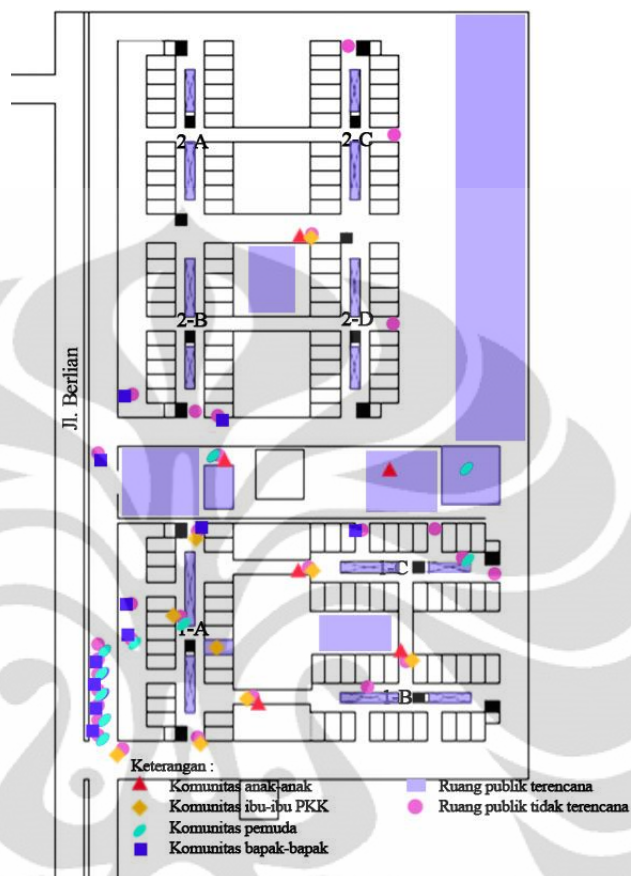 2-A
2-C
2-B
2-D
Jl. Berlian
1-C
1-A
1-B
Keterangan :
Komunitas anak-anak
Ruang publik terencana
Komunitas ibu-ibu PKK
Ruang publik tidak terencana
Komunitas pemuda
Komunitas bapak-bapak